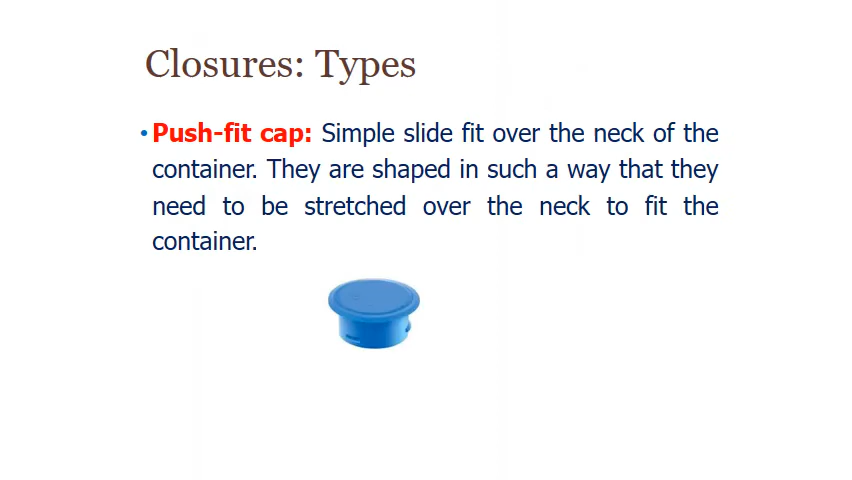 Closures: Types
• Push-fit cap: Simple slide fit over the neck of the
container. They are shaped in such a way that they
need to be stretched over the neck to fit the
container.